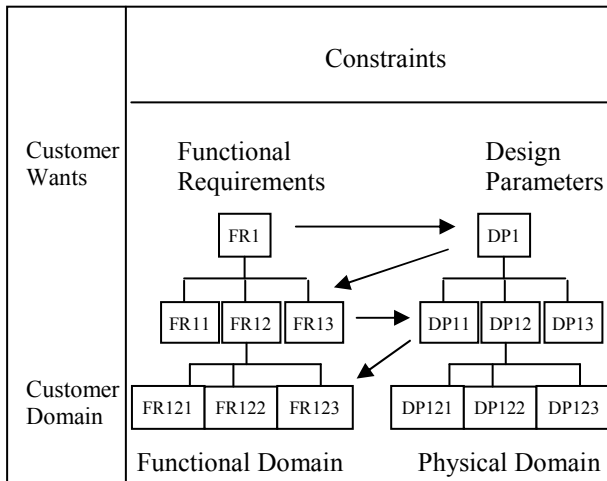 Constraints
Customer
Wants
Functional
Requirements
Design
Parameters
FR1
DP1
FR11 FR12 FR13
DP11 DP12 DP13
Customer
Domain
FR121 FR122 FR123
DP121 DP122 DP123
Functional Domain
Physical Domain